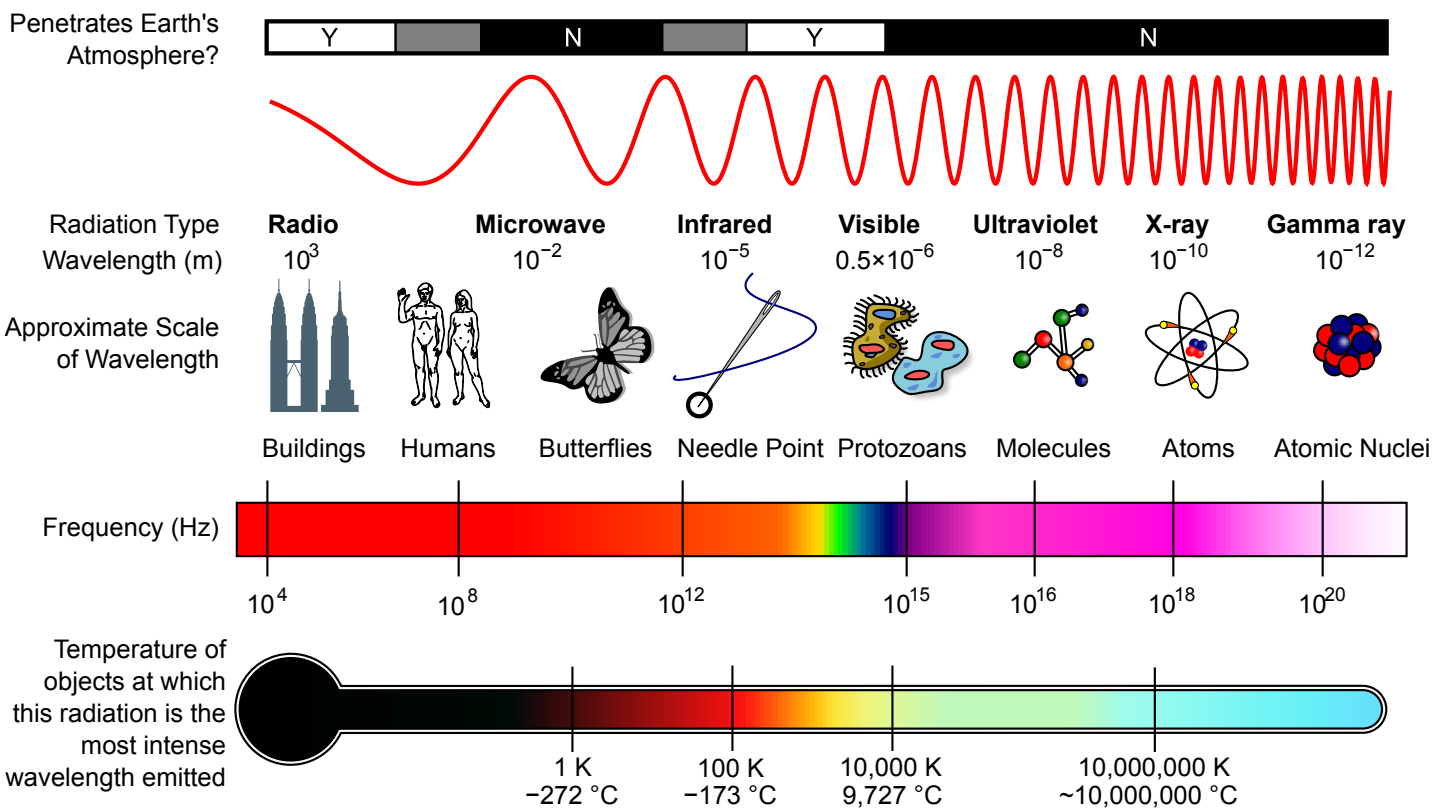 Penetrates Earth's
Atmosphere?
Y N Y N
Radiation Type
Radio Microwave Infrared Visible Ultraviolet X-ray Gamma ray
Wavelength (m)
10³ 10⁻² 10⁻⁵ 0.5×10⁻⁶ 10⁻⁸ 10⁻¹⁰ 10⁻¹²
Approximate Scale
of Wavelength
Buildings Humans Butterflies Needle Point Protozoans Molecules Atoms Atomic Nuclei
Frequency (Hz)
10⁴ 10⁸ 10¹² 10¹⁵ 10¹⁶ 10¹⁸ 10²⁰
Temperature of
objects at which
this radiation is the
most intense
wavelength emitted
1 K 100 K 10,000 K 10,000,000 K
−272 °C −173 °C 9,727 °C ~10,000,000 °C